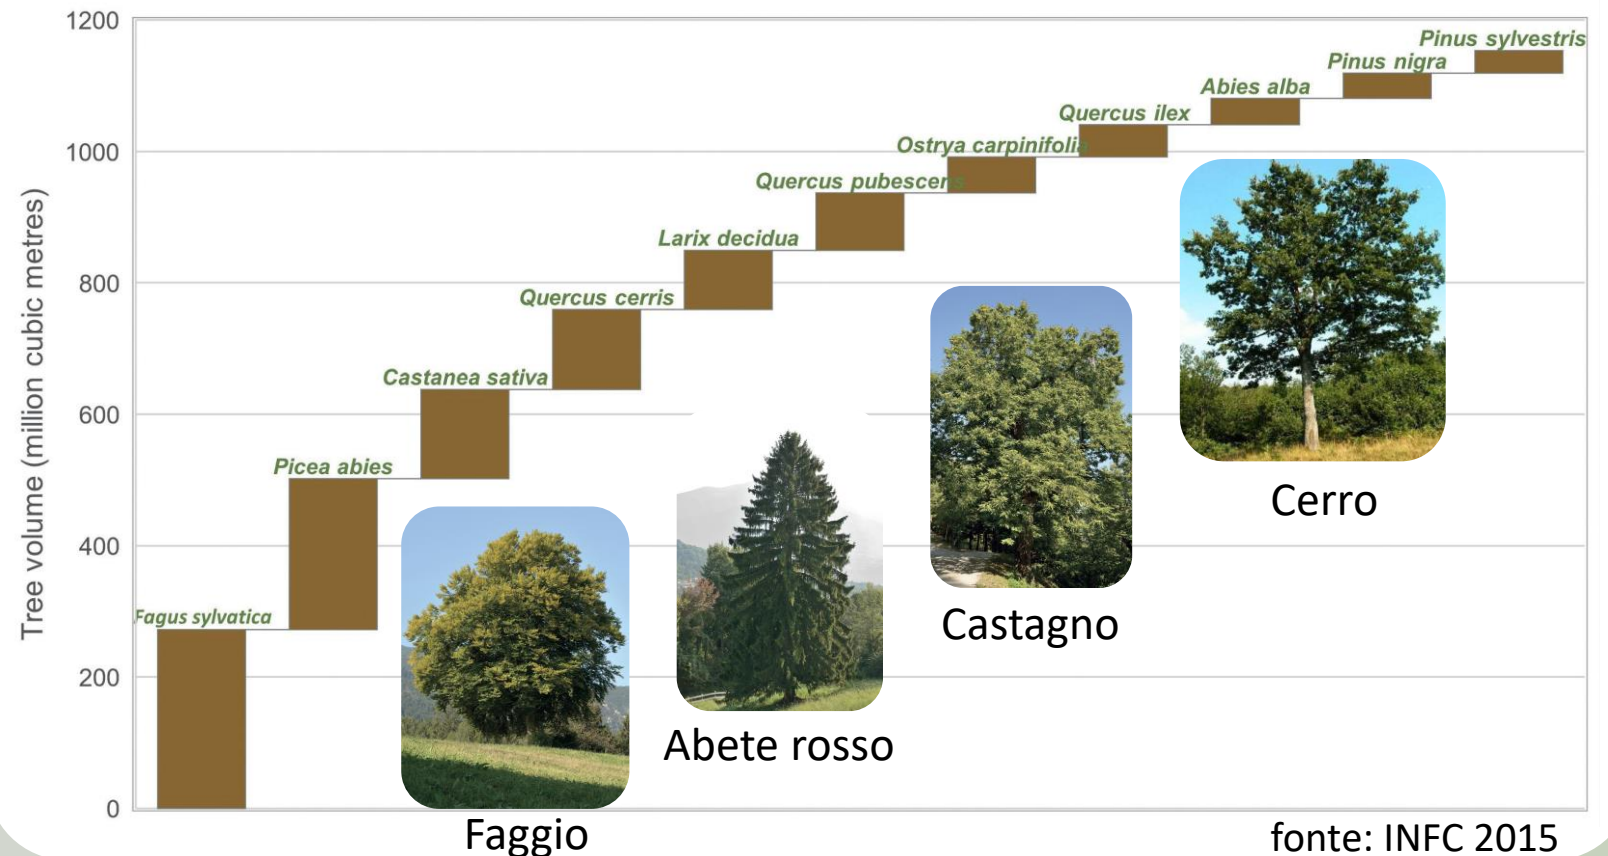 1200
1000
800
600
400
200
0
Tree volume (million cubic metres)
Fagus sylvatica
Picea abies
Castanea sativa
Quercus cerris
Larix decidua
Quercus pubescens
Ostrya carpinifolia
Quercus ilex
Abies alba
Pinus nigra
Pinus sylvestris
Faggio
Abete rosso
Castagno
Cerro
fonte: INFC 2015